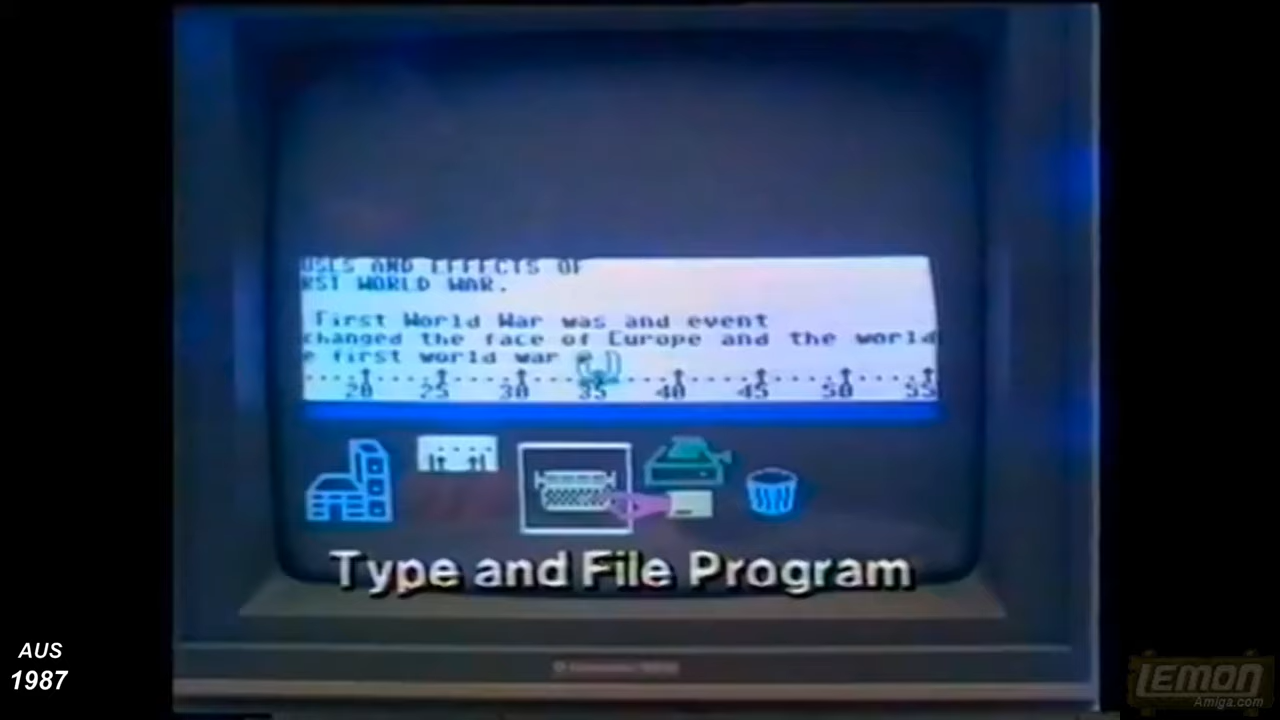 USES AND EFFECTS OF
RST WORLD WAR.
First World War was and event
changed the face of Europe and the world
e first world war
20 25 30 35 40 45 50 55
Type and File Program
AUS
1987
LEMON
Amiga.com